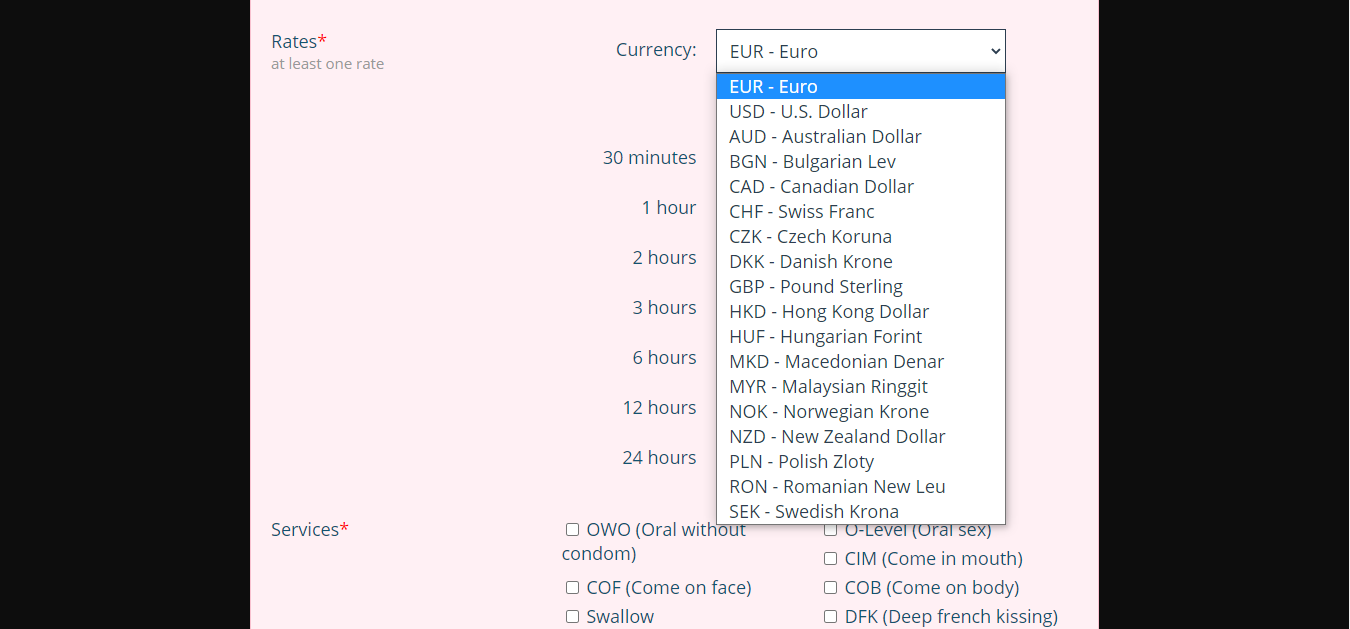 Rates*
at least one rate
Currency:
EUR - Euro
EUR - Euro
USD - U.S. Dollar
AUD - Australian Dollar
BGN - Bulgarian Lev
CAD - Canadian Dollar
CHF - Swiss Franc
CZK - Czech Koruna
DKK - Danish Krone
GBP - Pound Sterling
HKD - Hong Kong Dollar
HUF - Hungarian Forint
MKD - Macedonian Denar
MYR - Malaysian Ringgit
NOK - Norwegian Krone
NZD - New Zealand Dollar
PLN - Polish Zloty
RON - Romanian New Leu
SEK - Swedish Krona
30 minutes
1 hour
2 hours
3 hours
6 hours
12 hours
24 hours
Services*
OWO (Oral without
condom)
O-Level (Oral sex)
CIM (Come in mouth)
COF (Come on face)
COB (Come on body)
Swallow
DFK (Deep french kissing)